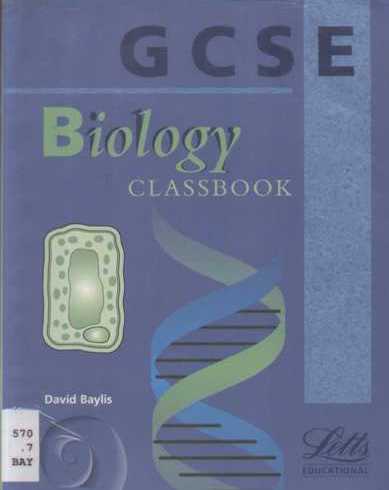 GCSE
Biology
CLASSBOOK
David Baylis
570
.7
BAY
Letts
EDUCATIONAL